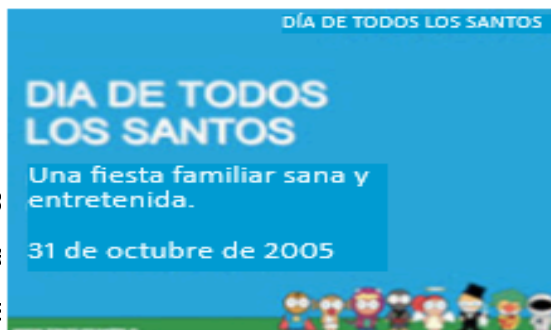 DÍA DE TODOS LOS SANTOS
DIA DE TODOS
LOS SANTOS
Una fiesta familiar sana y
entretenida.
31 de octubre de 2005